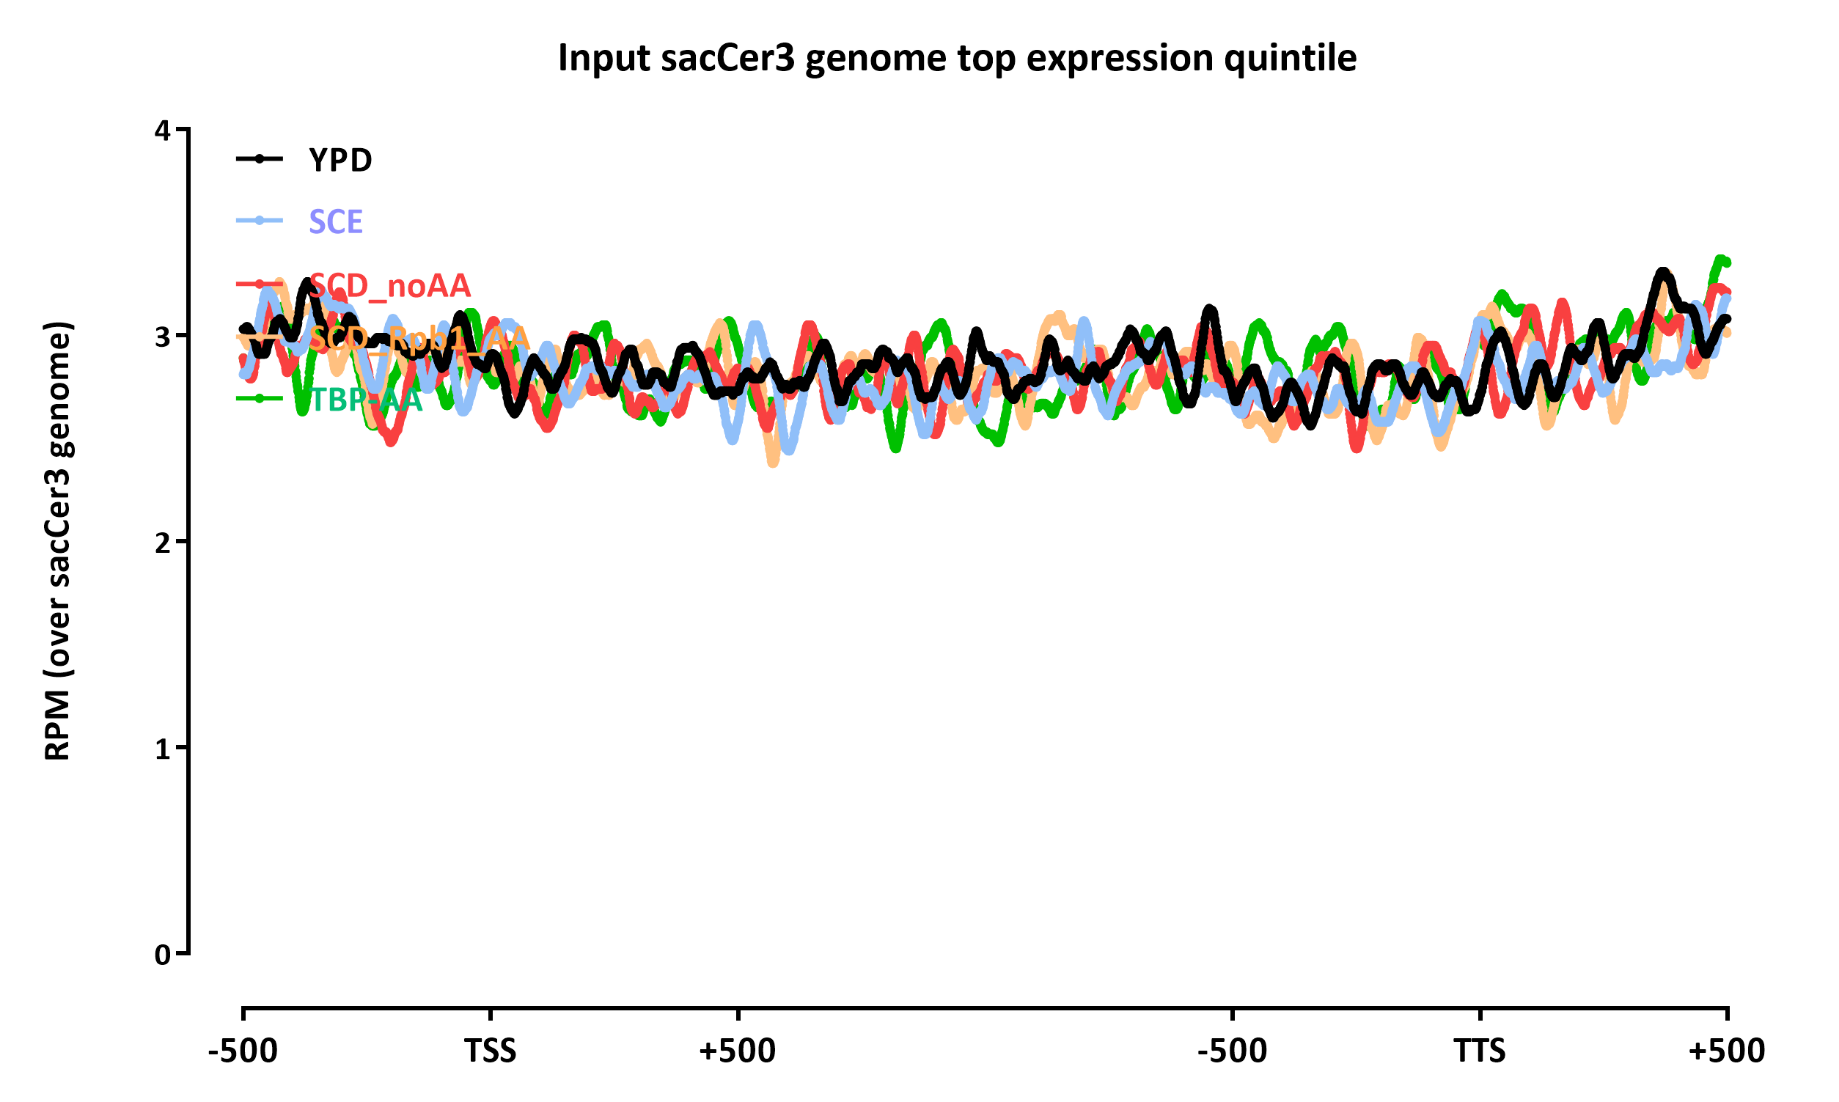 Input sacCer3 genome top expression quintile
RPM (over sacCer3 genome)
4
3
2
1
0
YPD
SCE
SCD_noAA
SCD_Rpb1_AA
TBP-AA
-500
TSS
+500
-500
TTS
+500